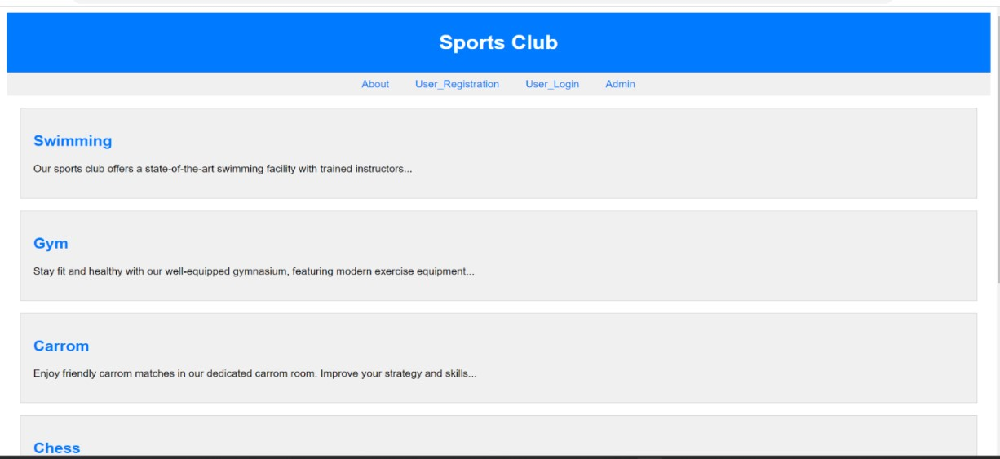 Sports Club
About User_Registration User_Login Admin
Swimming
Our sports club offers a state-of-the-art swimming facility with trained instructors...
Gym
Stay fit and healthy with our well-equipped gymnasium, featuring modern exercise equipment...
Carrom
Enjoy friendly carrom matches in our dedicated carrom room. Improve your strategy and skills...
Chess